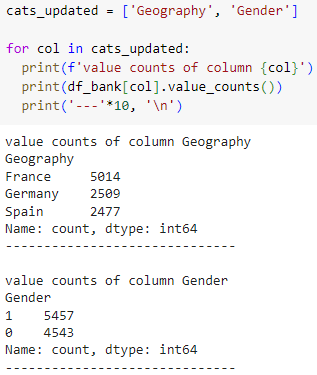 cats_updated = ['Geography', 'Gender']
for col in cats_updated:
  print(f'value counts of column {col}')
  print(df_bank[col].value_counts())
  print('---'*10, '\n')
value counts of column Geography
Geography
France     5014
Germany    2509
Spain      2477
Name: count, dtype: int64
------------------------------
value counts of column Gender
Gender
1    5457
0    4543
Name: count, dtype: int64
------------------------------